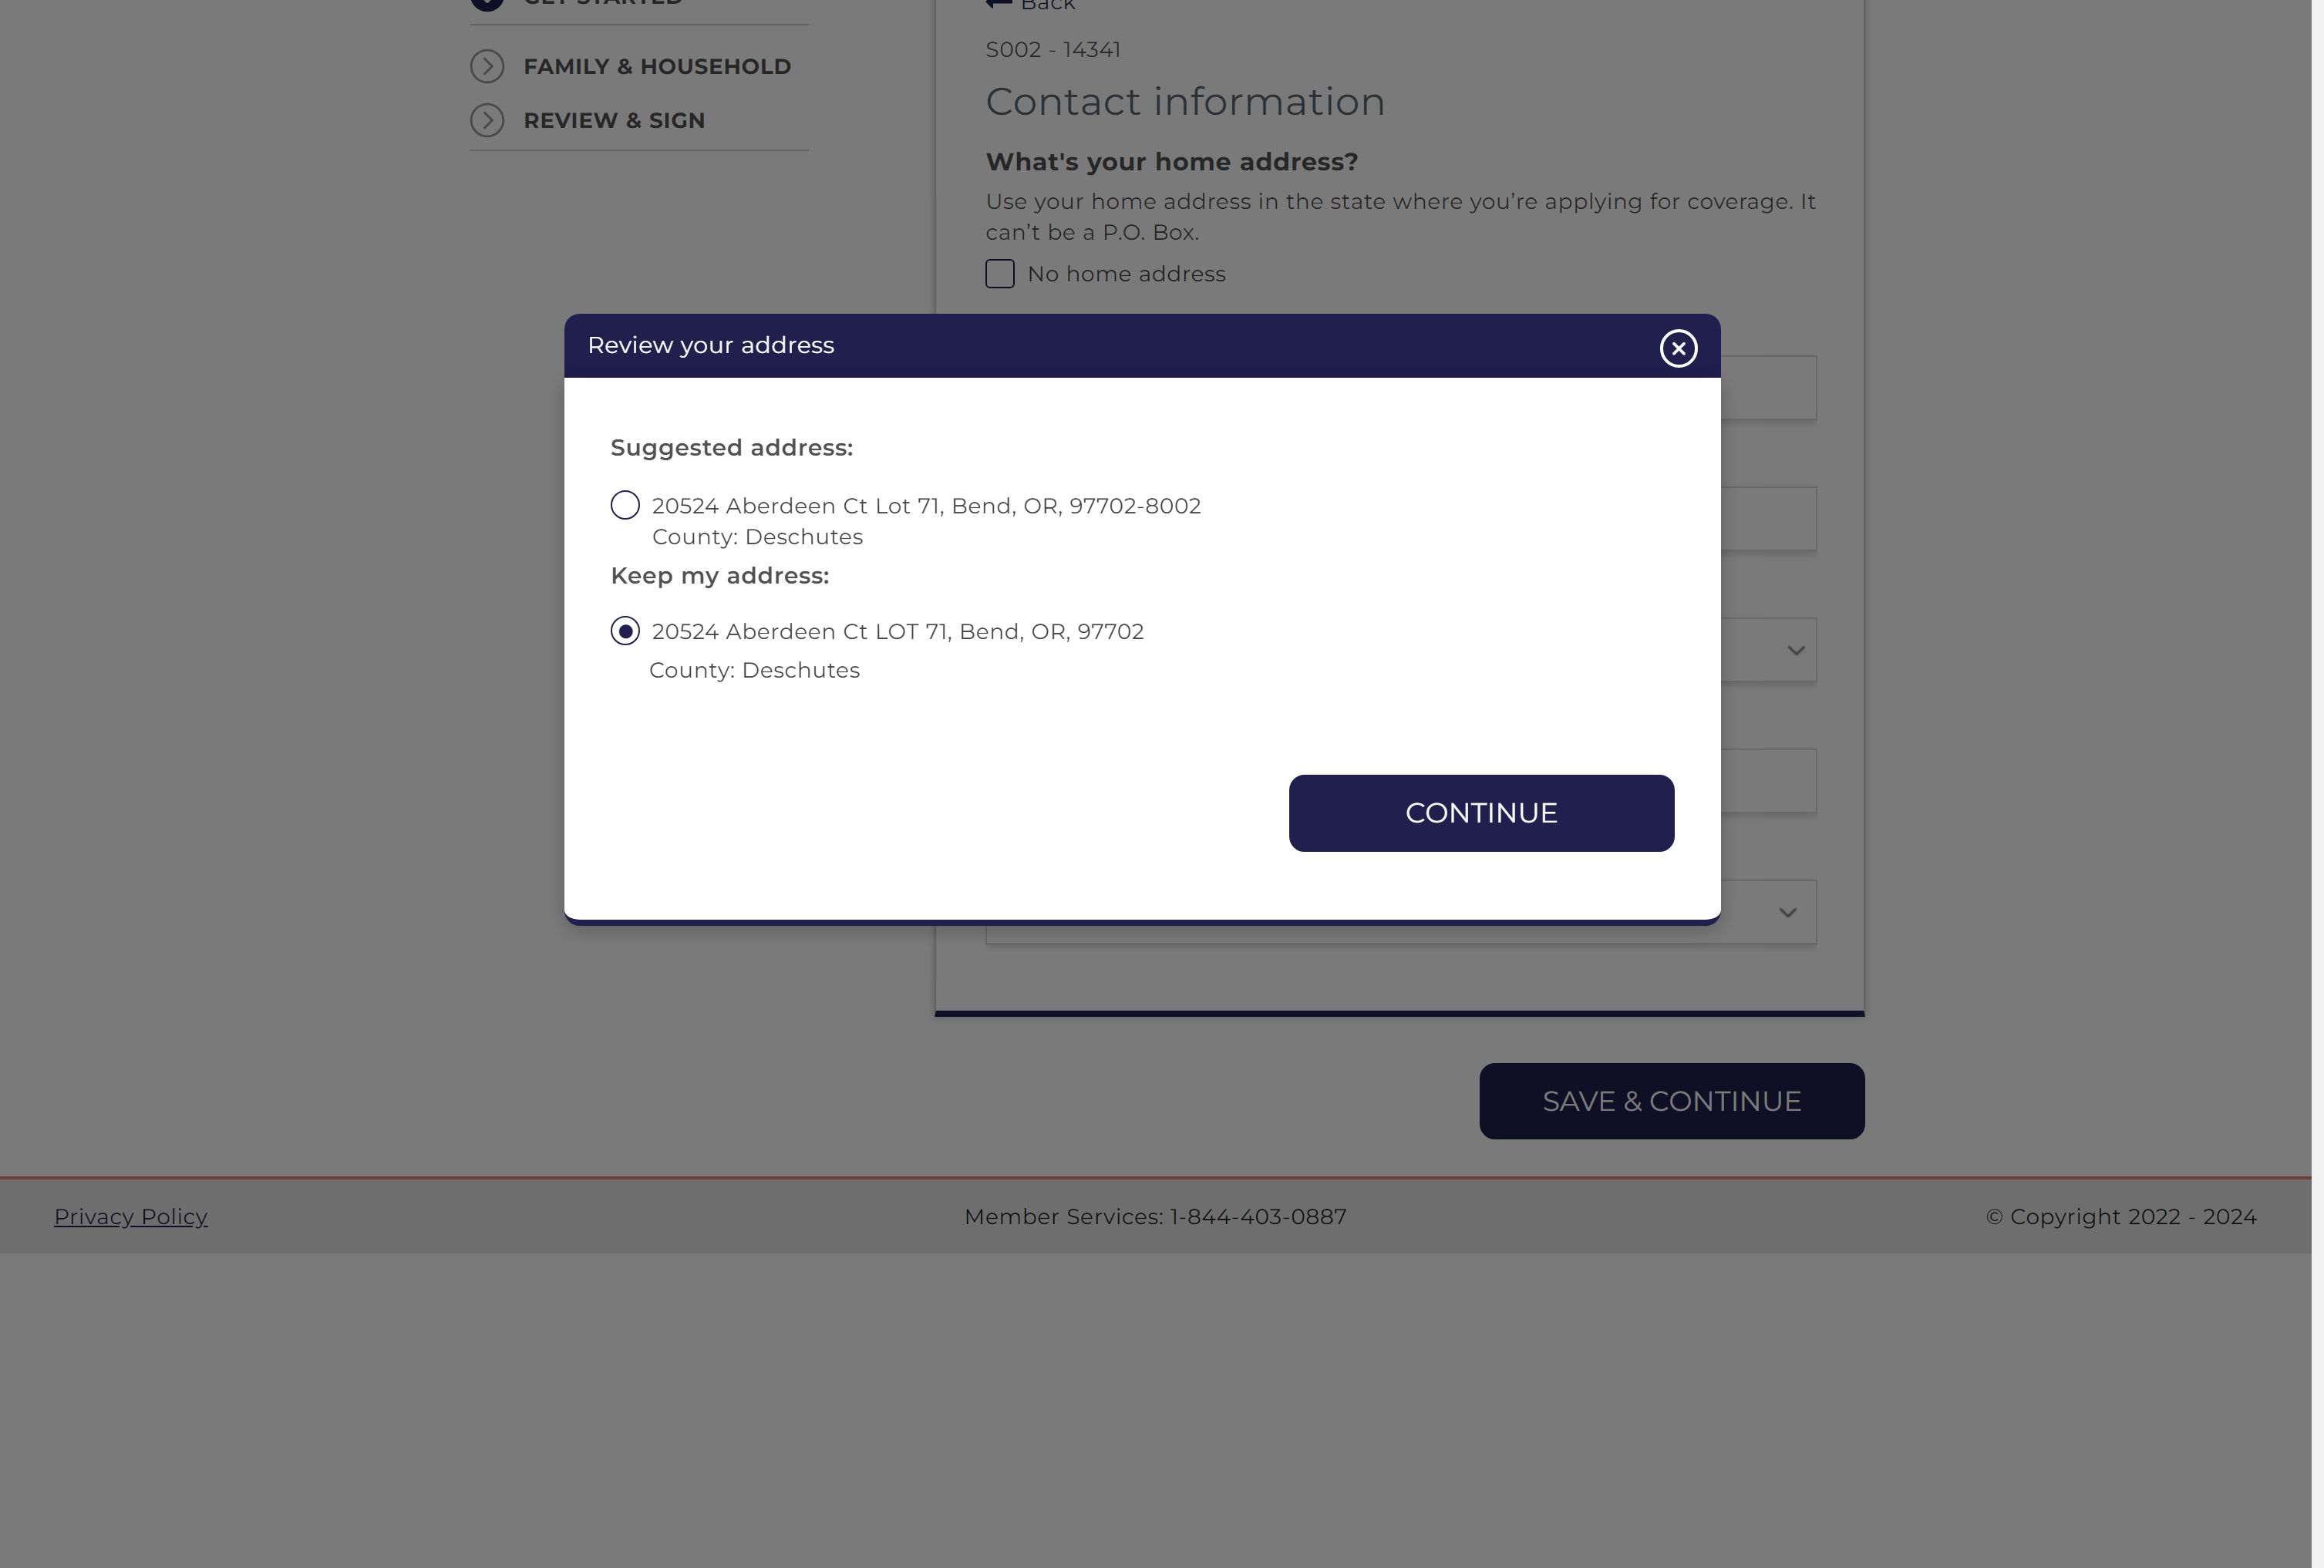 GET STARTED
FAMILY & HOUSEHOLD
REVIEW & SIGN
Back
S002 - 14341
Contact information
What's your home address?
Use your home address in the state where you’re applying for coverage. It
can’t be a P.O. Box.
No home address
Review your address
Suggested address:
20524 Aberdeen Ct Lot 71, Bend, OR, 97702-8002
County: Deschutes
Keep my address:
20524 Aberdeen Ct LOT 71, Bend, OR, 97702
County: Deschutes
CONTINUE
SAVE & CONTINUE
Privacy Policy
Member Services: 1-844-403-0887
© Copyright 2022 - 2024